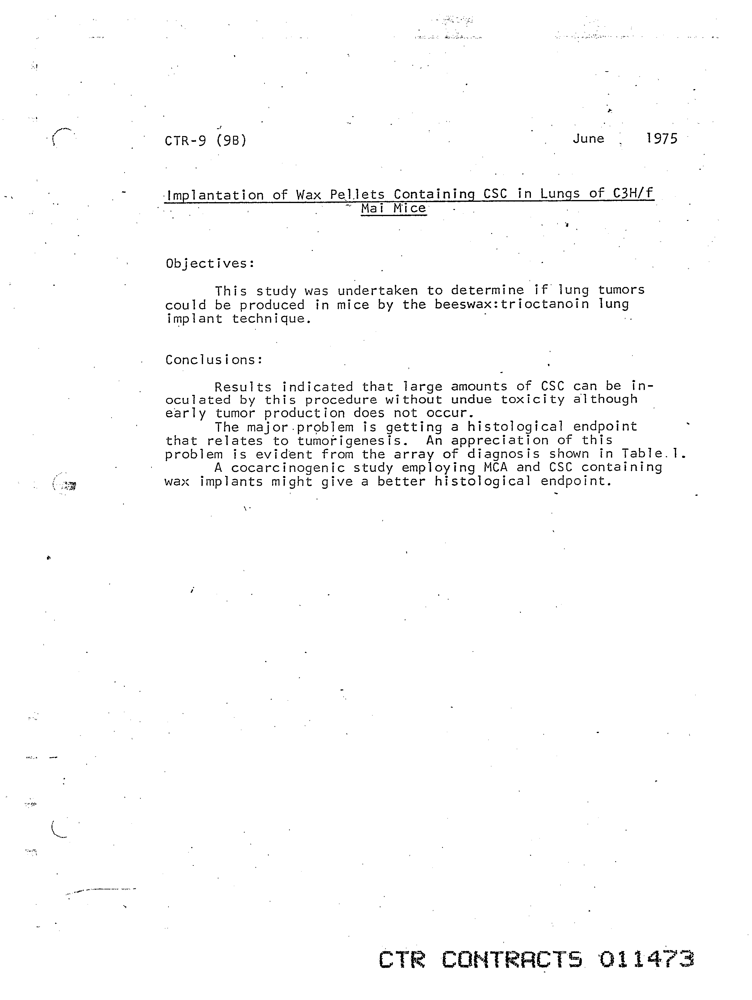 CTR-9 (9B) June 1975
Implantation of Wax Pellets Containing CSC in Lungs of C3H/f
Mai Mice
Objectives:
This study was undertaken to determine if lung tumors
could be produced in mice by the beeswax:trioctanoin lung
implant technique.
Conclusions:
Results indicated that large amounts of CSC can be in-
oculated by this procedure without undue toxicity although
early tumor production does not occur.
The major problem is getting a histological endpoint
that relates to tumorigenesis. An appreciation of this
problem is evident from the array of diagnosis shown in Table 1.
A cocarcinogenic study employing MCA and CSC containing
wax implants might give a better histological endpoint.
CTR CONTRACTS 011473